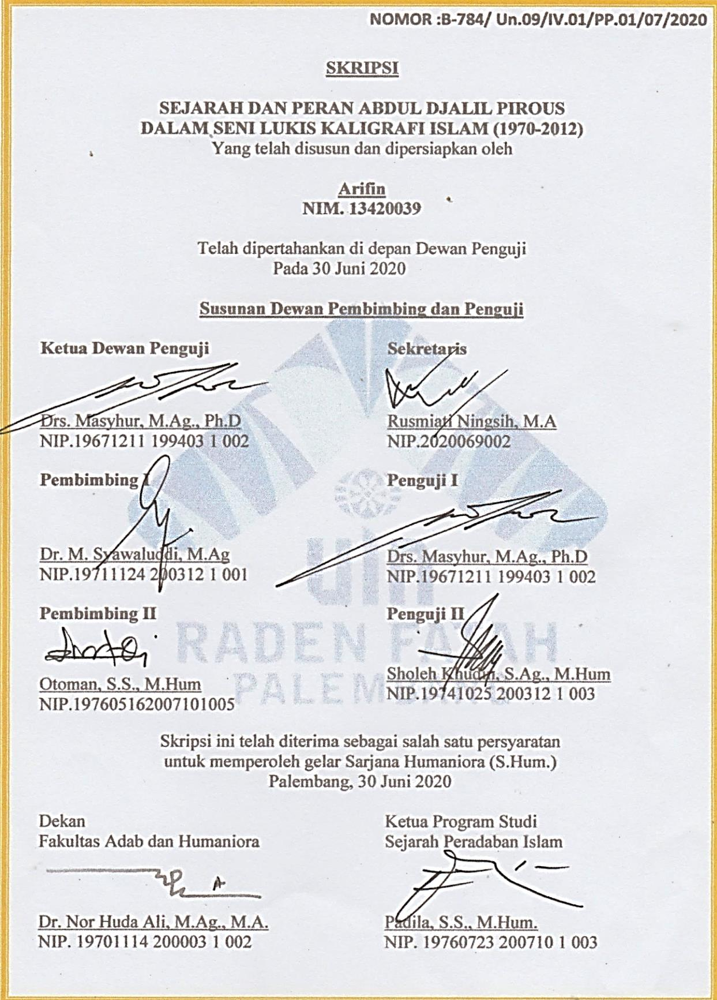 NOMOR :B-784/ Un.09/IV.01/PP.01/07/2020
SKRIPSI
SEJARAH DAN PERAN ABDUL DJALIL PIROUS
DALAM SENI LUKIS KALIGRAFI ISLAM (1970-2012)
Yang telah disusun dan dipersiapkan oleh
Arifin
NIM. 13420039
Telah dipertahankan di depan Dewan Penguji
Pada 30 Juni 2020
Susunan Dewan Pembimbing dan Penguji
Ketua Dewan Penguji
Drs. Masyhur, M.Ag., Ph.D
NIP.19671211 199403 1 002
Sekretaris
Rusmiati Ningsih, M.A
NIP.2020069002
Pembimbing I
Dr. M. Syawaluddi, M.Ag
NIP.19711124 200312 1 001
Penguji I
Drs. Masyhur, M.Ag., Ph.D
NIP.19671211 199403 1 002
Pembimbing II
Otoman, S.S., M.Hum
NIP.197605162007101005
Penguji II
Sholeh Khudin, S.Ag., M.Hum
NIP.19741025 200312 1 003
uin
RADEN FATAH
PALEMBANG
Skripsi ini telah diterima sebagai salah satu persyaratan
untuk memperoleh gelar Sarjana Humaniora (S.Hum.)
Palembang, 30 Juni 2020
Dekan
Fakultas Adab dan Humaniora
Dr. Nor Huda Ali, M.Ag., M.A.
NIP. 19701114 200003 1 002
Ketua Program Studi
Sejarah Peradaban Islam
Padila, S.S., M.Hum.
NIP. 19760723 200710 1 003